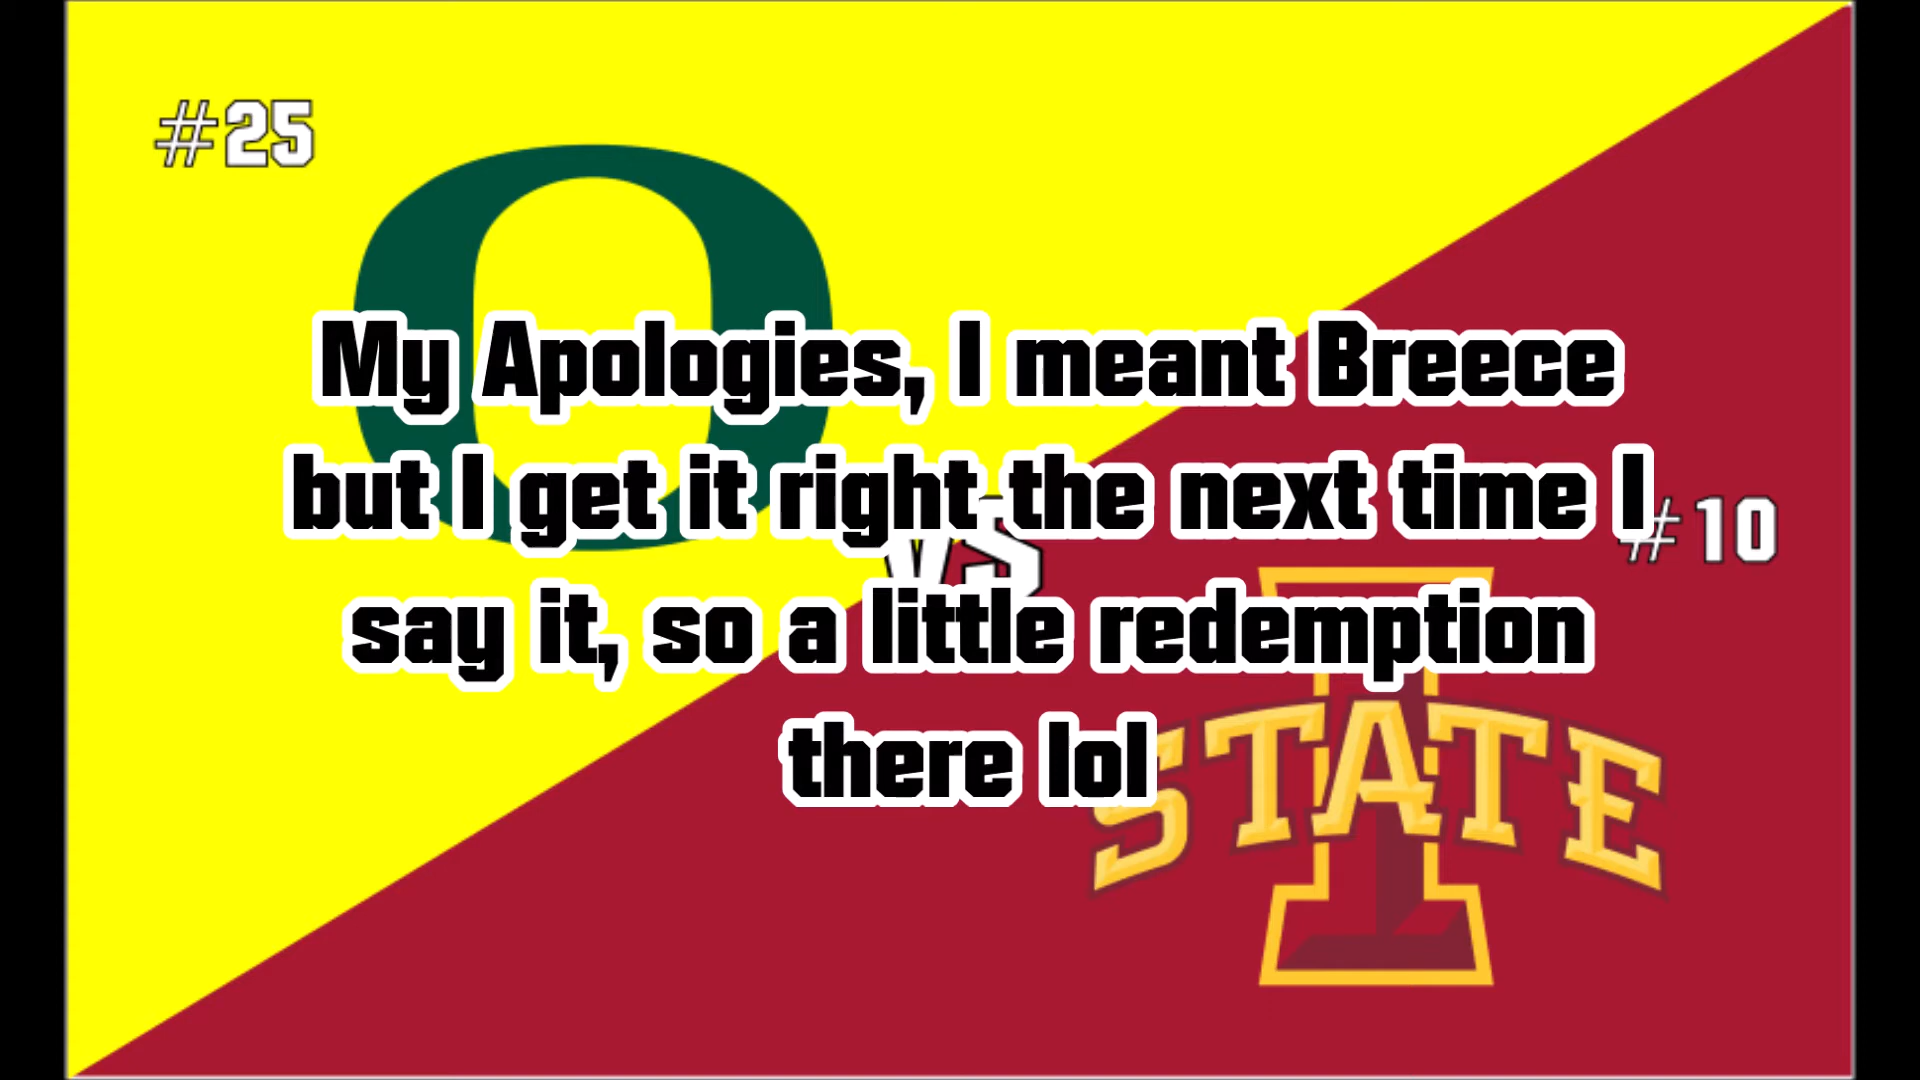 #25
O
My Apologies, I meant Breece
but I get it right the next time I
#10
VS
say it, so a little redemption
there lol
I
STATE